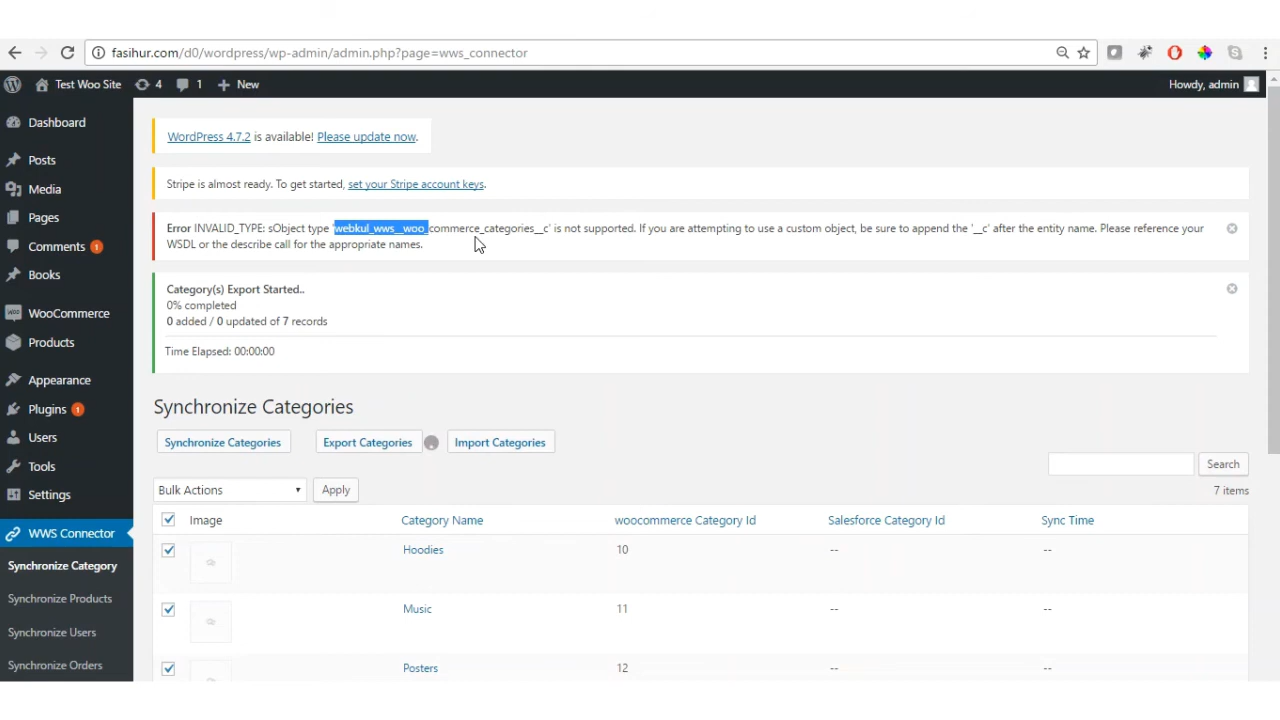 fasihur.com/d0/wordpress/wp-admin/admin.php?page=wws_connector
Test Woo Site 4 1 New Howdy, admin
Dashboard
Posts
Media
Pages
Comments 1
Books
WooCommerce
Products
Appearance
Plugins 1
Users
Tools
Settings
WWS Connector
Synchronize Category
Synchronize Products
Synchronize Users
Synchronize Orders
WordPress 4.7.2 is available! Please update now.
Stripe is almost ready. To get started, set your Stripe account keys.
Error INVALID_TYPE: sObject type 'webkul_wws__woo_commerce_categories__c' is not supported. If you are attempting to use a custom object, be sure to append the '__c' after the entity name. Please reference your
WSDL or the describe call for the appropriate names.
Category(s) Export Started..
0% completed
0 added / 0 updated of 7 records
Time Elapsed: 00:00:00
Synchronize Categories
Synchronize Categories Export Categories Import Categories
Search
Bulk Actions Apply 7 items
Image Category Name woocommerce Category Id Salesforce Category Id Sync Time
Hoodies 10 -- --
Music 11 -- --
Posters 12 -- --